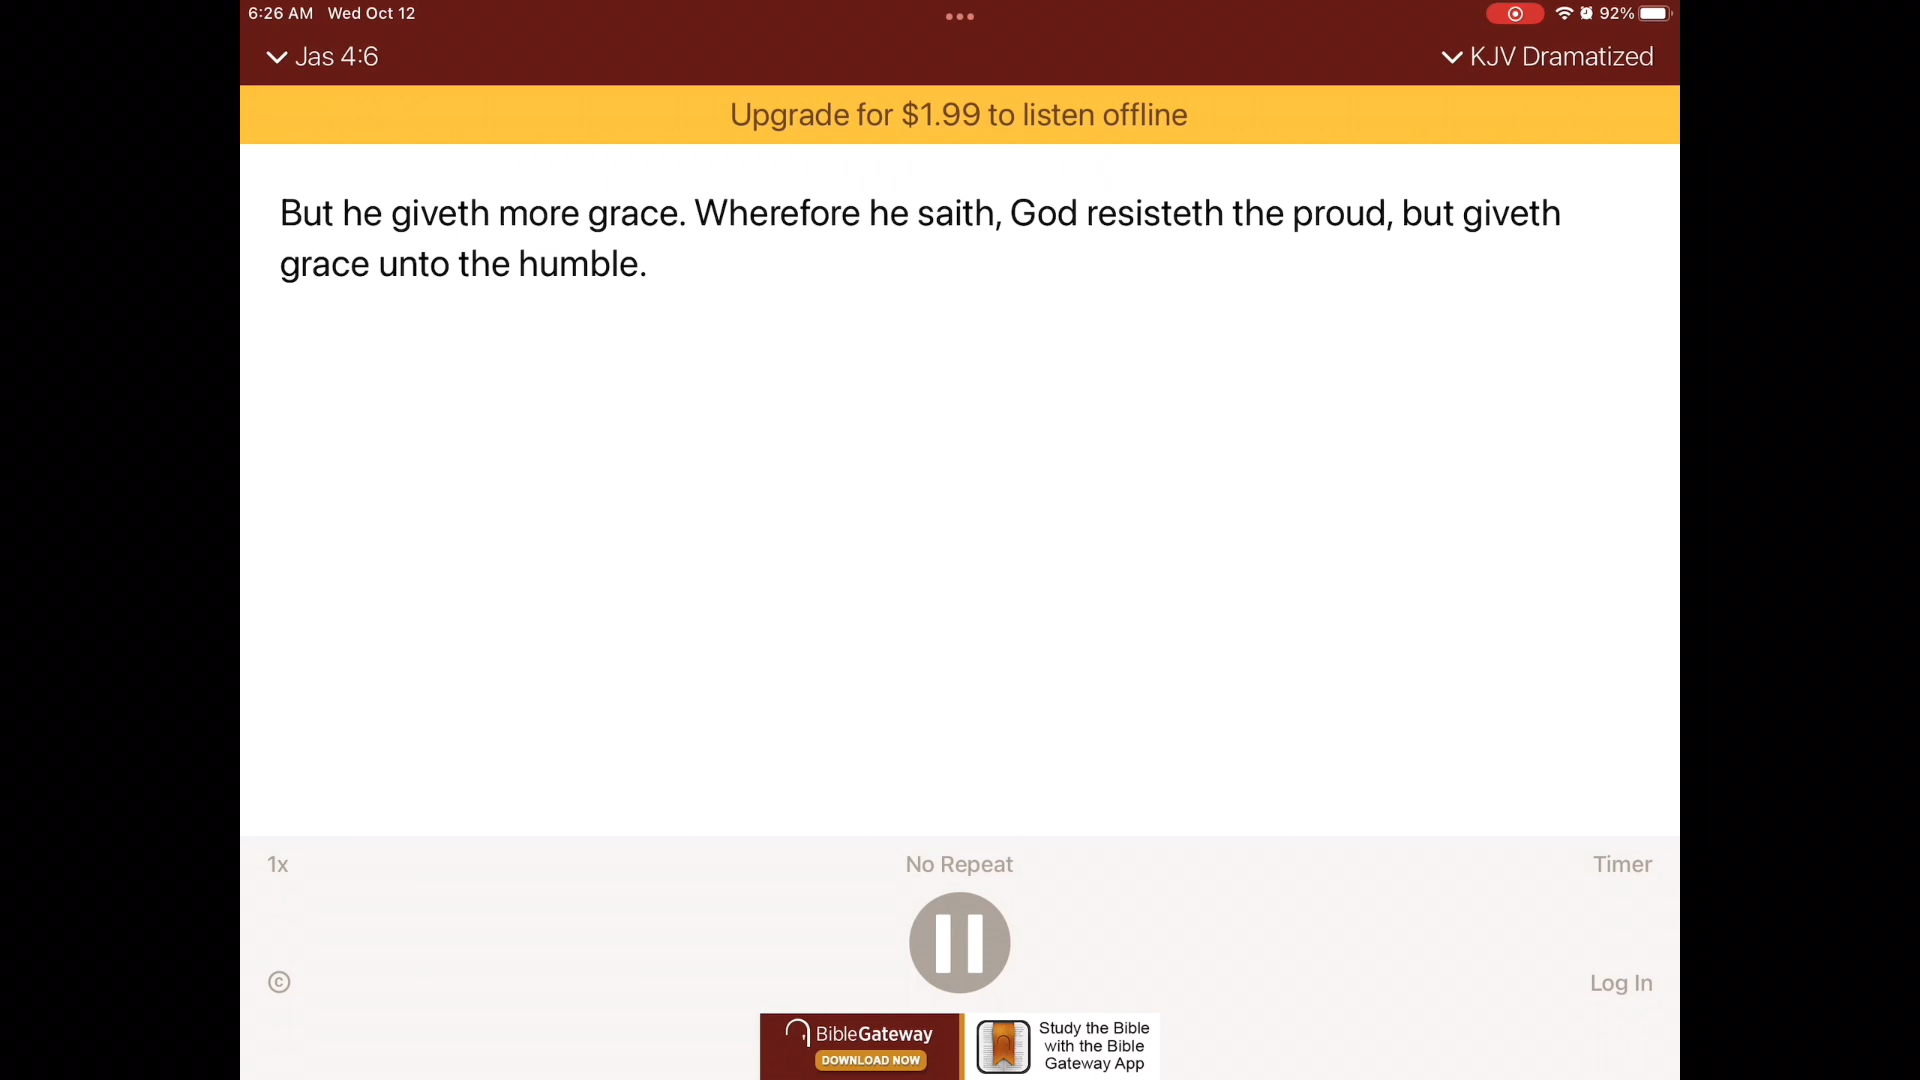 6:26 AM Wed Oct 12
92%
Jas 4:6
KJV Dramatized
Upgrade for $1.99 to listen offline
But he giveth more grace. Wherefore he saith, God resisteth the proud, but giveth
grace unto the humble.
1x
No Repeat
Timer
©
Log In
BibleGateway
DOWNLOAD NOW
Study the Bible
with the Bible
Gateway App